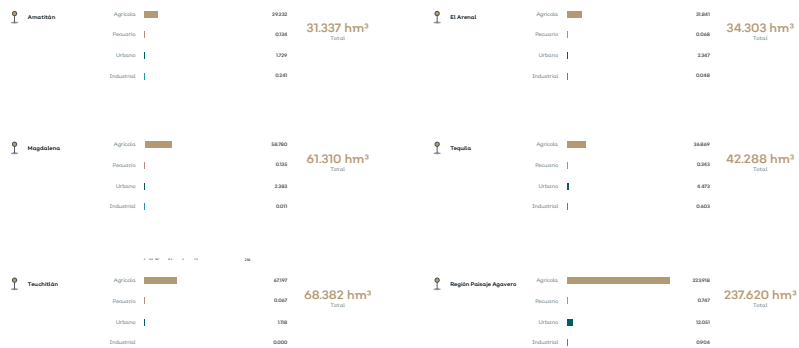 Amatitán
Agrícola 29.232
Pecuario 0.134
Urbano 1.729
Industrial 0.241
31.337 hm³
Total
El Arenal
Agrícola 31.841
Pecuario 0.068
Urbano 2.347
Industrial 0.048
34.303 hm³
Total
Magdalena
Agrícola 58.780
Pecuario 0.135
Urbano 2.383
Industrial 0.011
61.310 hm³
Total
Tequila
Agrícola 36.869
Pecuario 0.343
Urbano 4.473
Industrial 0.603
42.288 hm³
Total
Teuchitlán
Agrícola 67.197
Pecuario 0.067
Urbano 1.118
Industrial 0.000
68.382 hm³
Total
Región Paisaje Agavero
Agrícola 223.918
Pecuario 0.747
Urbano 12.051
Industrial 0.904
237.620 hm³
Total